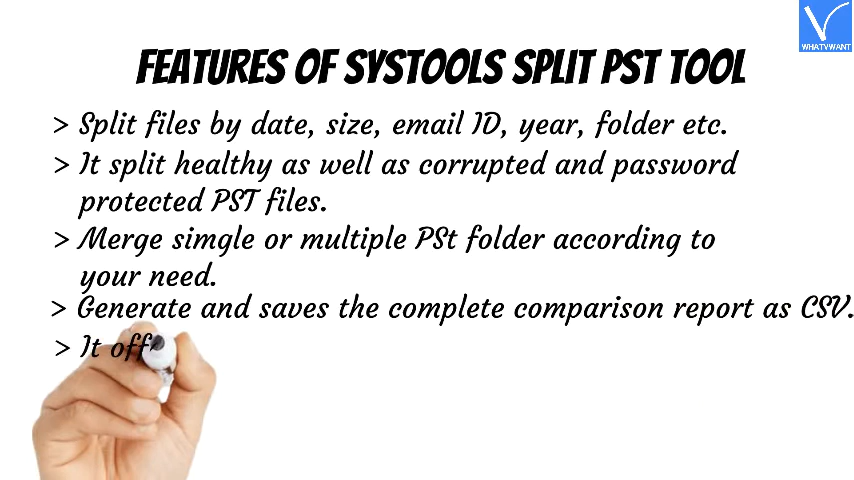 WHATVWANT
FEATURES OF SYSTOOLS SPLIT PST TOOL
> Split files by date, size, email ID, year, folder etc.
> It split healthy as well as corrupted and password
protected PST files.
> Merge simgle or multiple PSt folder according to
your need.
> Generate and saves the complete comparison report as CSV.
> It off